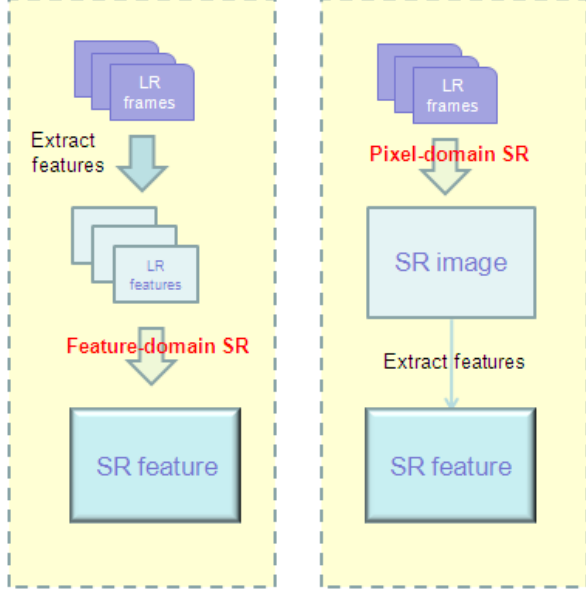 LR
frames
Extract
features
LR
features
Feature-domain SR
SR feature
LR
frames
Pixel-domain SR
SR image
Extract features
SR feature